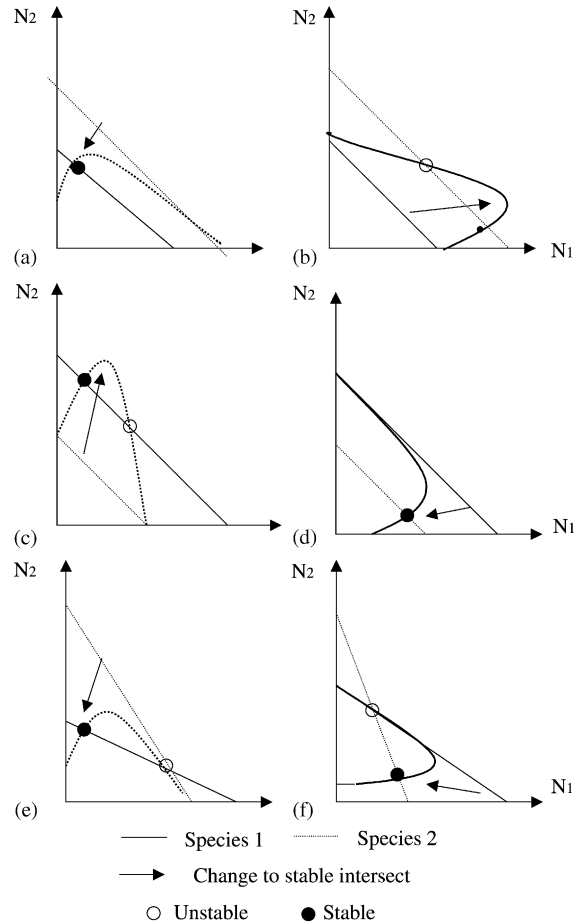 N2
N2
(a)
(b)
N1
N2
N2
(c)
(d)
N1
N2
N2
(e)
(f)
N1
Species 1
Species 2
Change to stable intersect
Unstable
Stable